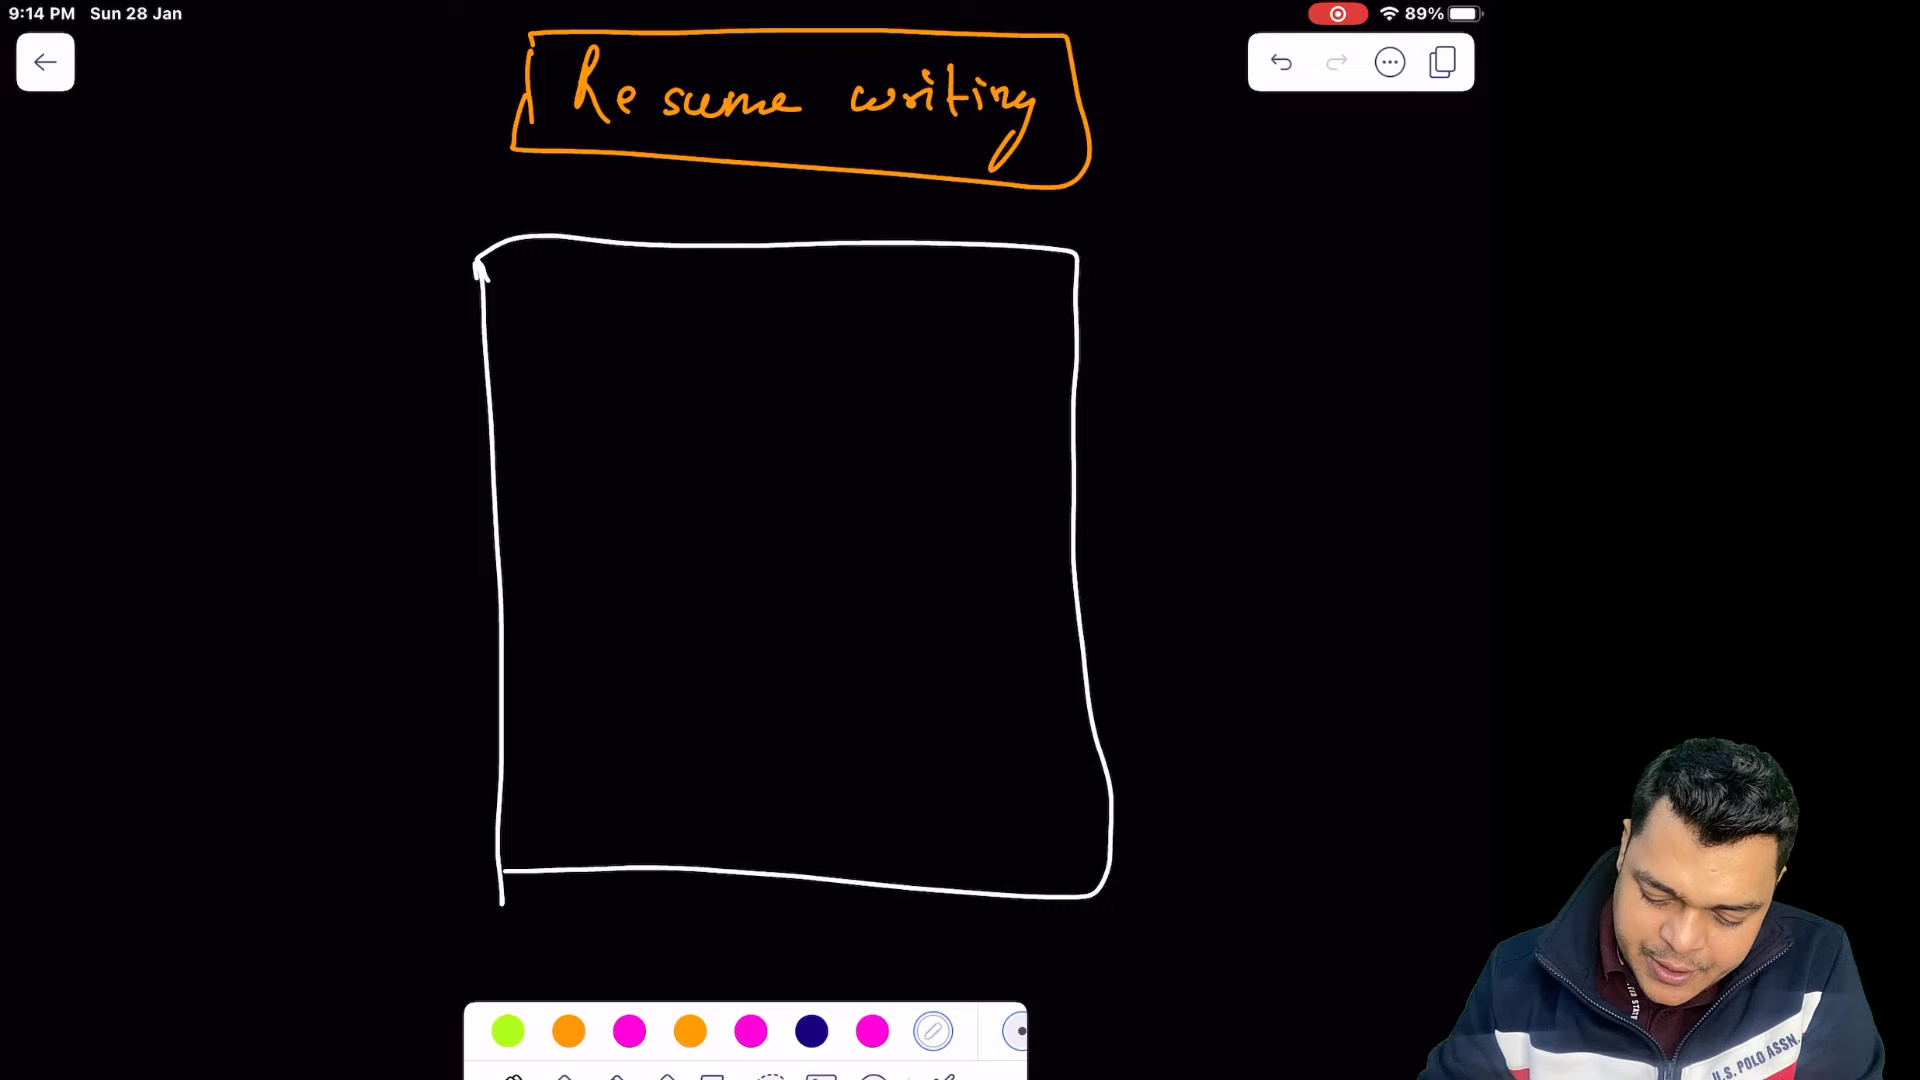 9:14 PM Sun 28 Jan
89%
Resume writing
U.S. POLO ASSN.